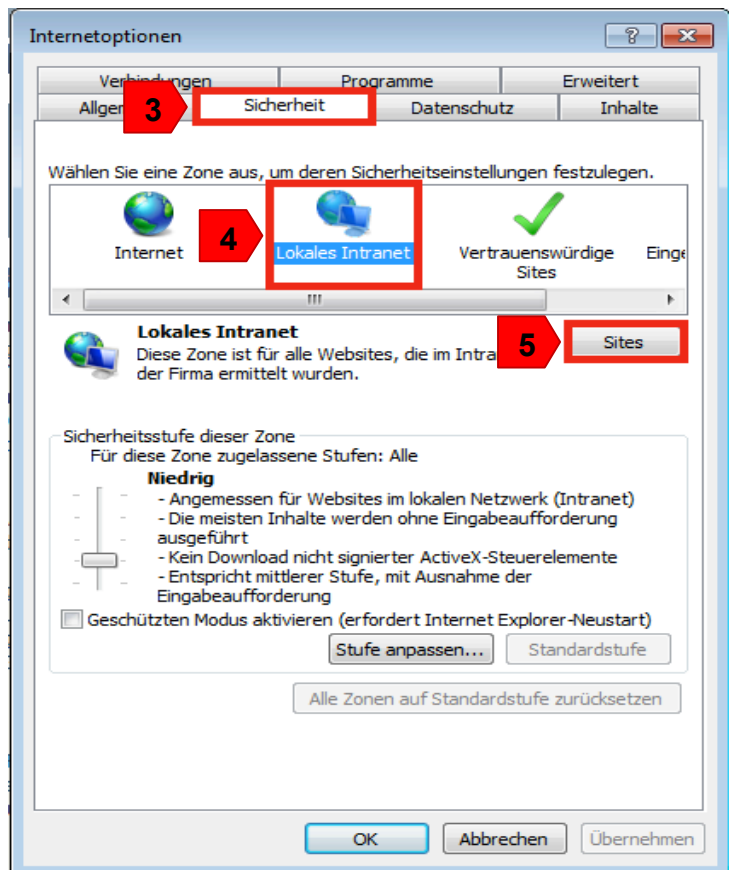 Internetoptionen
Verbindungen Programme Erweitert
3 Sicherheit Datenschutz Inhalte
Wählen Sie eine Zone aus, um deren Sicherheitseinstellungen festzulegen.
4
Internet Lokales Intranet Vertrauenswürdige Sites Einge
Lokales Intranet
Diese Zone ist für alle Websites, die im Intra
der Firma ermittelt wurden.
5 Sites
Sicherheitsstufe dieser Zone
Für diese Zone zugelassene Stufen: Alle
Niedrig
- Angemessen für Websites im lokalen Netzwerk (Intranet)
- Die meisten Inhalte werden ohne Eingabeaufforderung
ausgeführt
- Kein Download nicht signierter ActiveX-Steuerelemente
- Entspricht mittlerer Stufe, mit Ausnahme der
Eingabeaufforderung
Geschützten Modus aktivieren (erfordert Internet Explorer-Neustart)
Stufe anpassen... Standardstufe
Alle Zonen auf Standardstufe zurücksetzen
OK Abbrechen Übernehmen